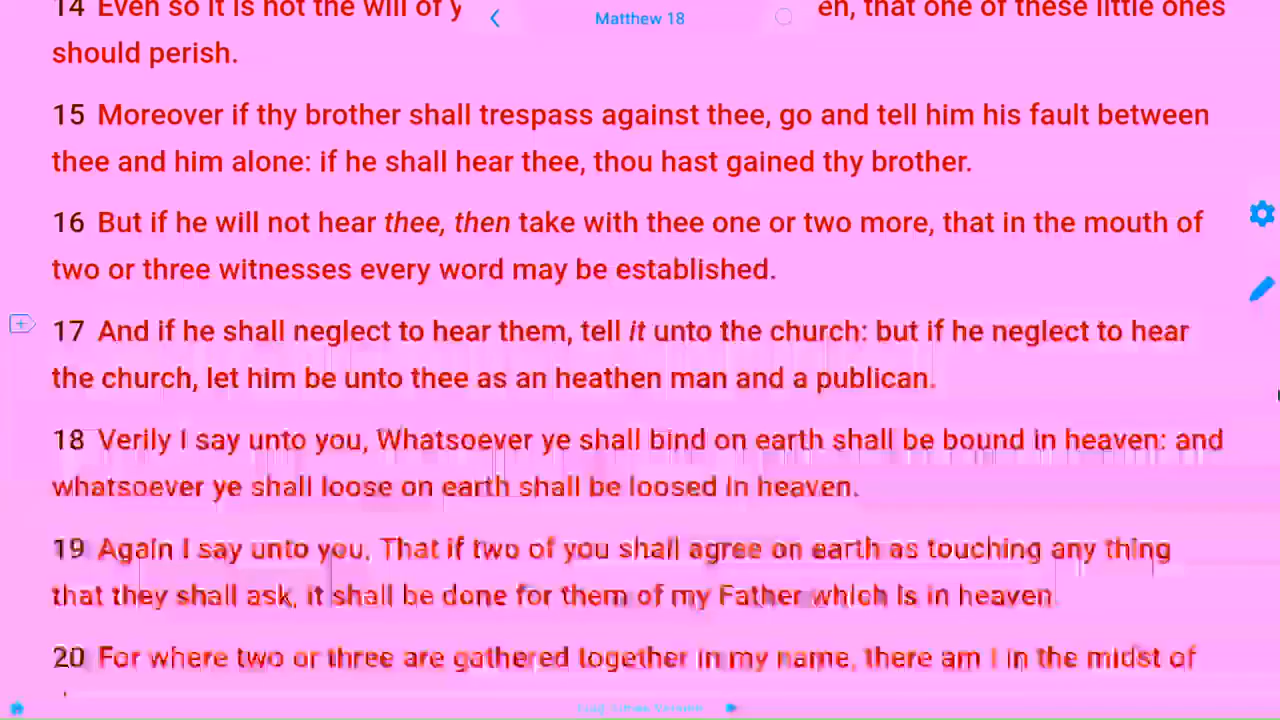 Matthew 18
14 Even so it is not the will of y en, that one of these little ones
should perish.
15 Moreover if thy brother shall trespass against thee, go and tell him his fault between
thee and him alone: if he shall hear thee, thou hast gained thy brother.
16 But if he will not hear thee, then take with thee one or two more, that in the mouth of
two or three witnesses every word may be established.
17 And if he shall neglect to hear them, tell it unto the church: but if he neglect to hear
the church, let him be unto thee as an heathen man and a publican.
18 Verily I say unto you, Whatsoever ye shall bind on earth shall be bound in heaven: and
whatsoever ye shall loose on earth shall be loosed in heaven.
19 Again I say unto you, That if two of you shall agree on earth as touching any thing
that they shall ask, it shall be done for them of my Father which is in heaven.
20 For where two or three are gathered together in my name, there am I in the midst of
King James Version